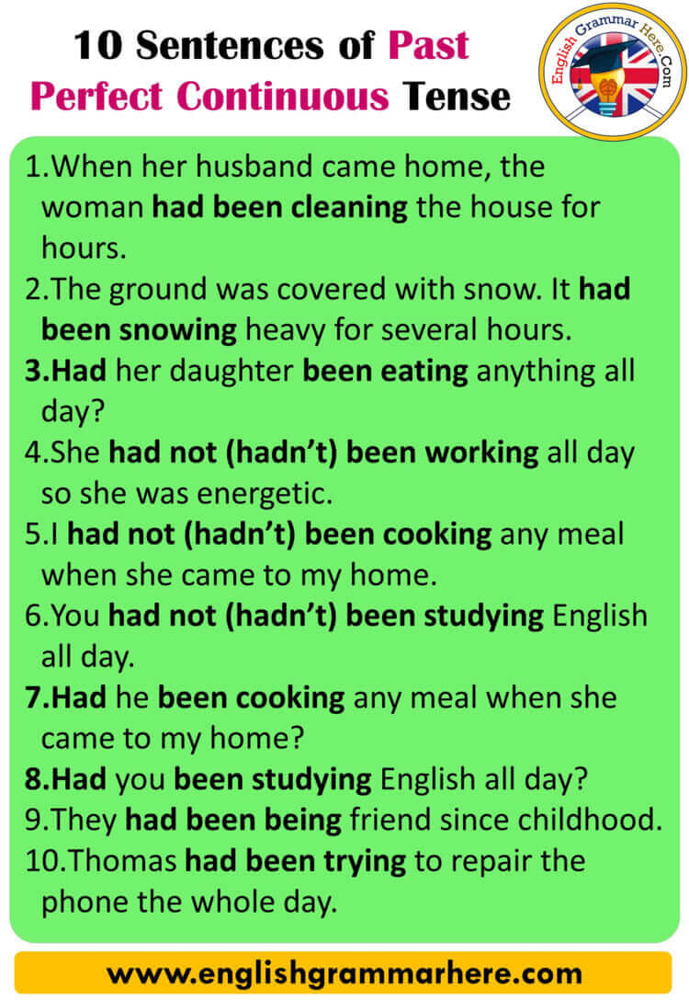 10 Sentences of Past
Perfect Continuous Tense
English Grammar Here.Com
1.When her husband came home, the
woman had been cleaning the house for
hours.
2.The ground was covered with snow. It had
been snowing heavy for several hours.
3.Had her daughter been eating anything all
day?
4.She had not (hadn’t) been working all day
so she was energetic.
5.I had not (hadn’t) been cooking any meal
when she came to my home.
6.You had not (hadn’t) been studying English
all day.
7.Had he been cooking any meal when she
came to my home?
8.Had you been studying English all day?
9.They had been being friend since childhood.
10.Thomas had been trying to repair the
phone the whole day.
www.englishgrammarhere.com